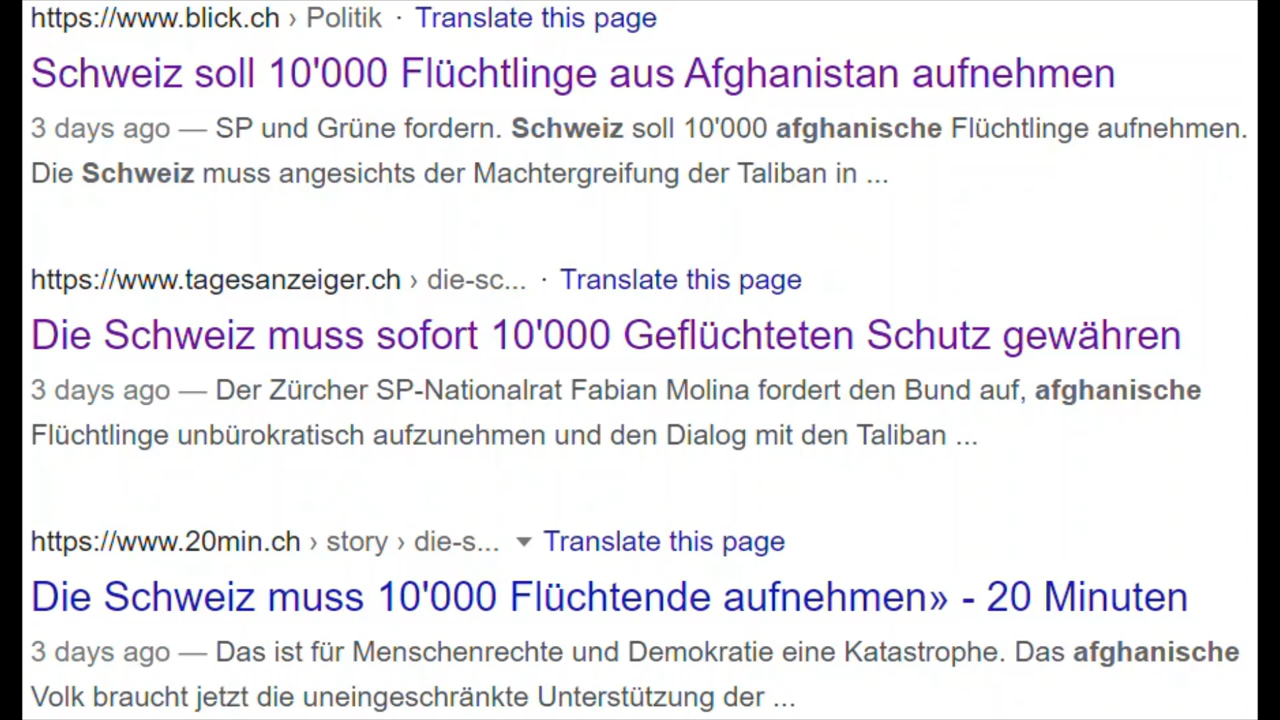 https://www.blick.ch › Politik · Translate this page
Schweiz soll 10'000 Flüchtlinge aus Afghanistan aufnehmen
3 days ago — SP und Grüne fordern. Schweiz soll 10'000 afghanische Flüchtlinge aufnehmen.
Die Schweiz muss angesichts der Machtergreifung der Taliban in ...
https://www.tagesanzeiger.ch › die-sc... · Translate this page
Die Schweiz muss sofort 10'000 Geflüchteten Schutz gewähren
3 days ago — Der Zürcher SP-Nationalrat Fabian Molina fordert den Bund auf, afghanische
Flüchtlinge unbürokratisch aufzunehmen und den Dialog mit den Taliban ...
https://www.20min.ch › story › die-s... Translate this page
Die Schweiz muss 10'000 Flüchtende aufnehmen» - 20 Minuten
3 days ago — Das ist für Menschenrechte und Demokratie eine Katastrophe. Das afghanische
Volk braucht jetzt die uneingeschränkte Unterstützung der ...